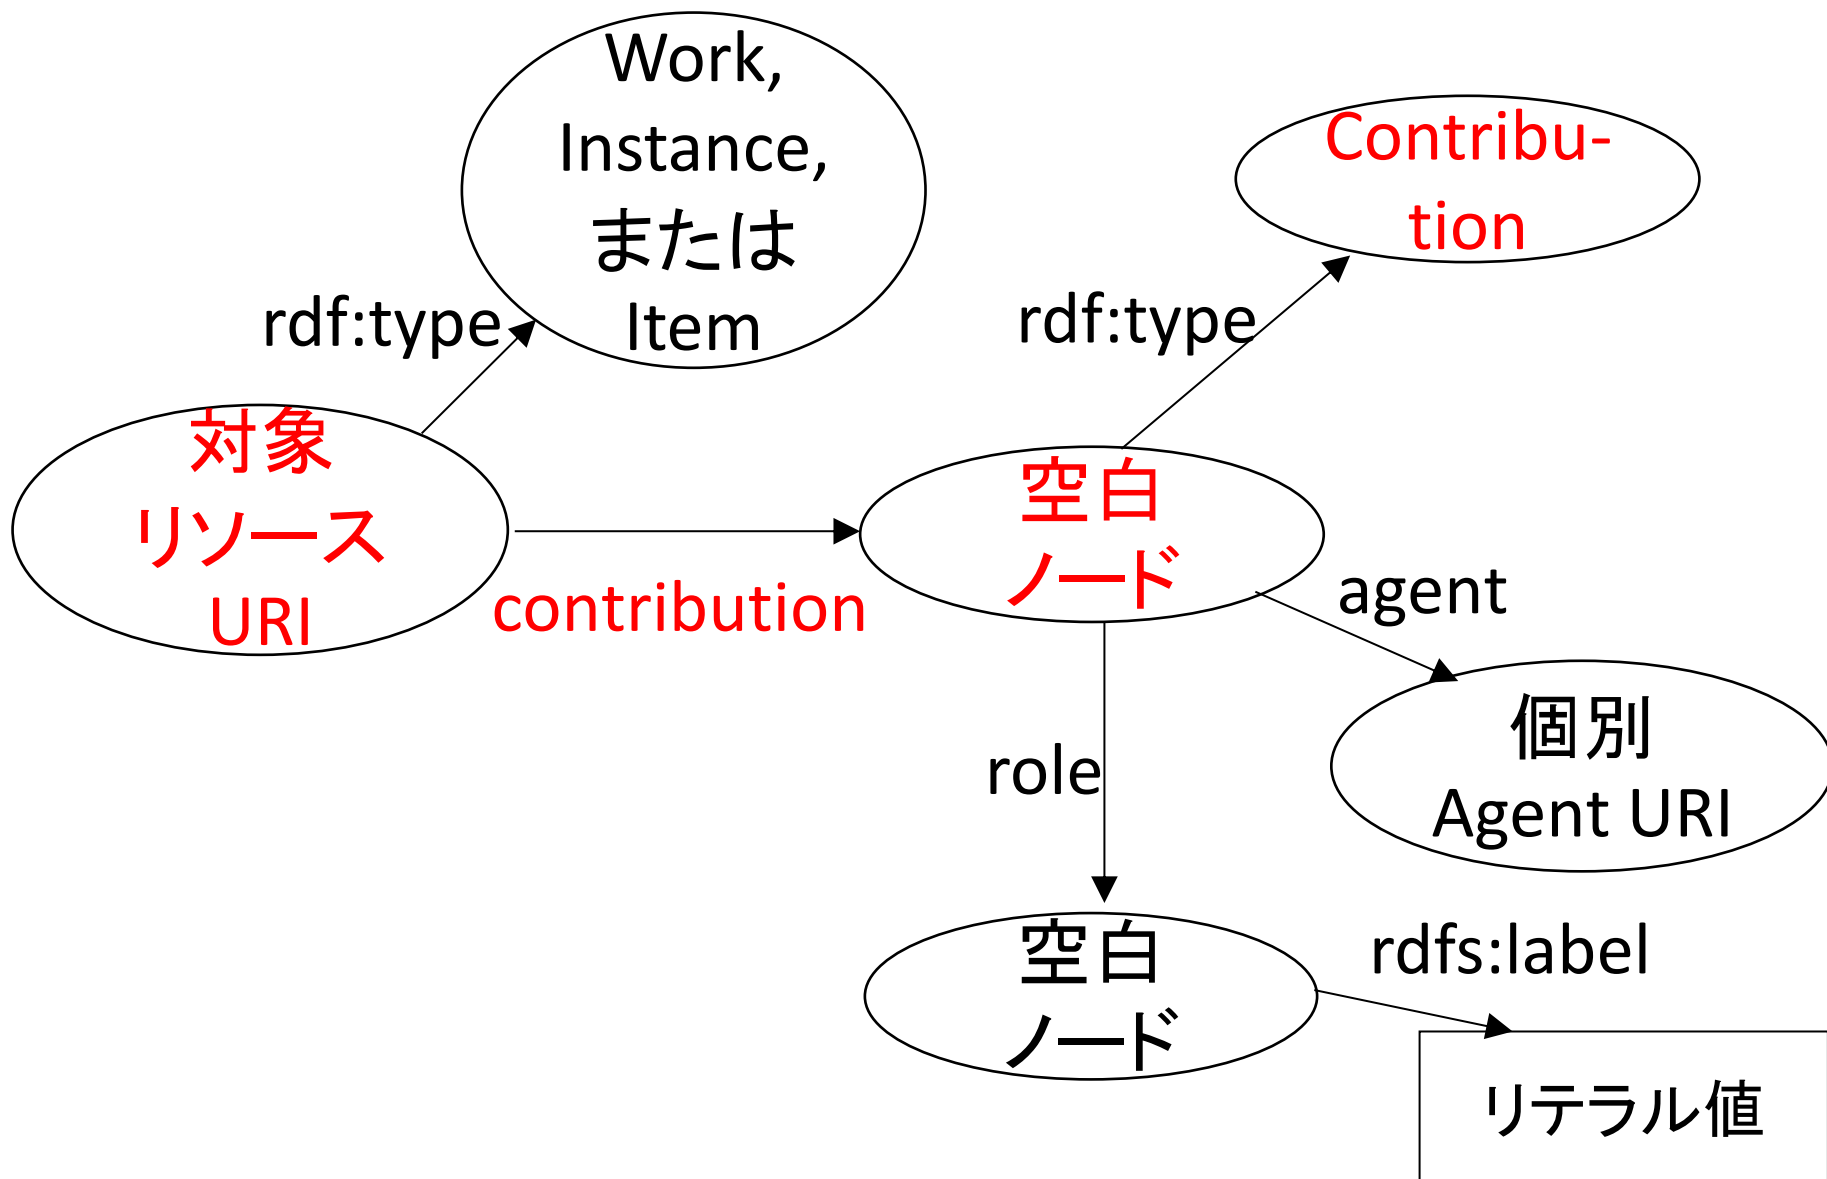 Work,
Instance,
または
Item
Contribu-
tion
rdf:type
rdf:type
対象
リソース
URI
contribution
空白
ノード
agent
個別
Agent URI
role
空白
ノード
rdfs:label
リテラル値